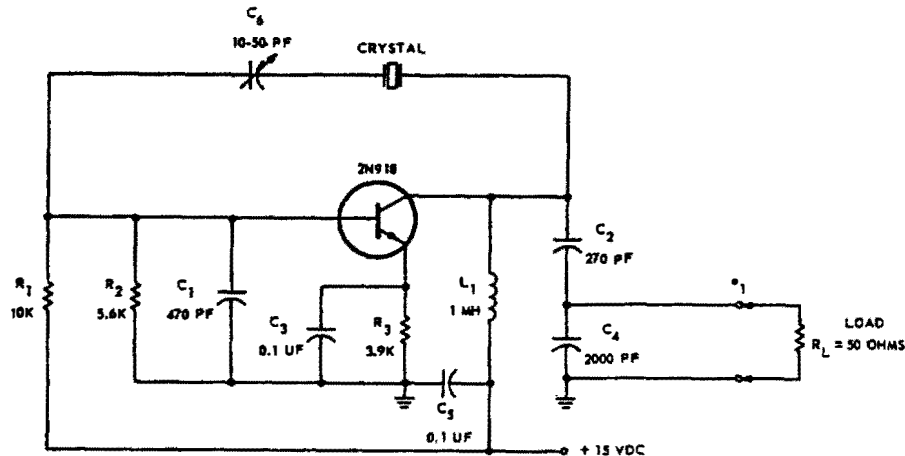 C6
10-50 PF
CRYSTAL
2N918
R1
10K
R2
5.6K
C1
470 PF
C3
0.1 UF
R3
3.9K
L1
1 MH
C5
0.1 UF
C2
270 PF
C4
2000 PF
e1
LOAD
RL = 50 OHMS
+ 15 VDC